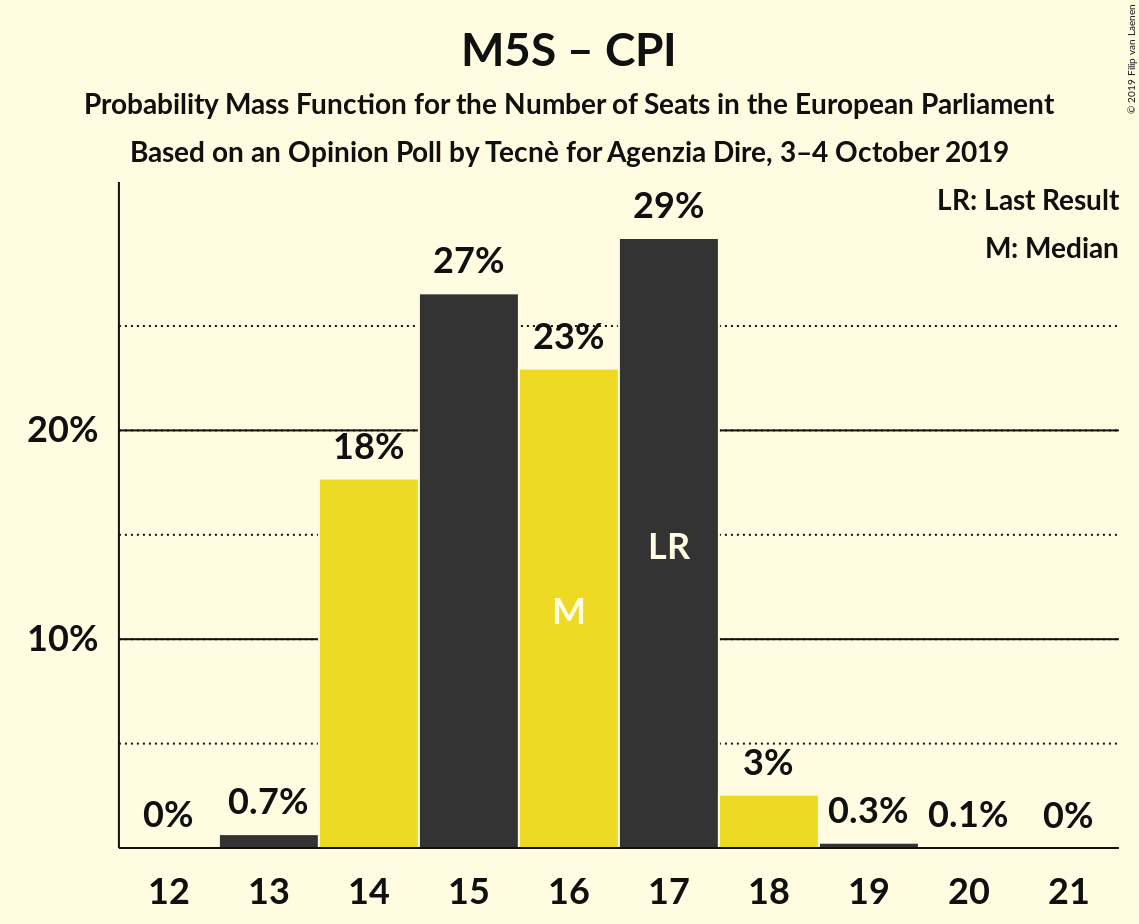 M5S – CPI
Probability Mass Function for the Number of Seats in the European Parliament
Based on an Opinion Poll by Tecnè for Agenzia Dire, 3–4 October 2019
© 2019 Filip van Laenen
LR: Last Result
M: Median
29%
27%
23%
20%
18%
LR
M
10%
3%
0%
0.7%
0.3%
0.1%
0%
12 13 14 15 16 17 18 19 20 21